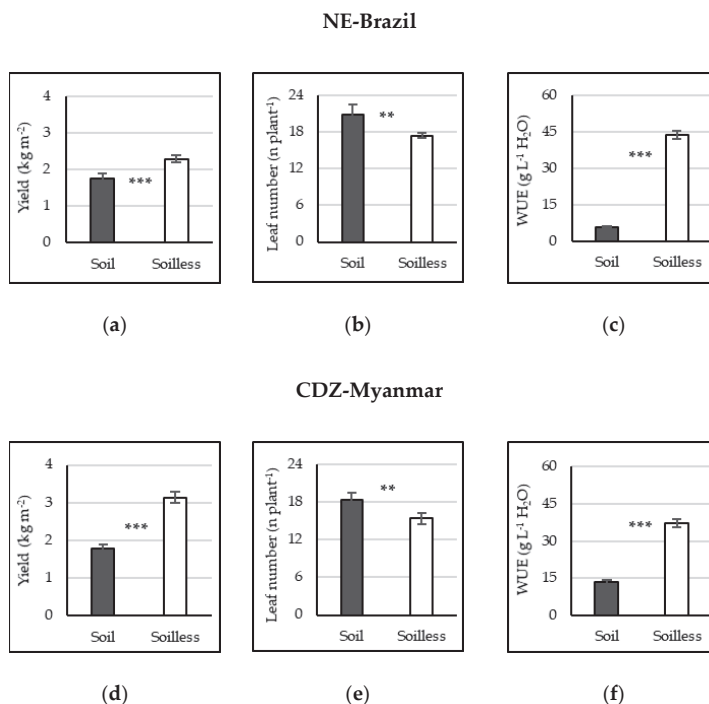 NE-Brazil
Yield (kg m⁻²)
4
3
2
1
0
***
Soil Soilless
(a)
Leaf number (n plant⁻¹)
24
18
12
6
0
**
Soil Soilless
(b)
WUE (g L⁻¹ H₂O)
60
45
30
15
0
***
Soil Soilless
(c)
CDZ-Myanmar
Yield (kg m⁻²)
4
3
2
1
0
***
Soil Soilless
(d)
Leaf number (n plant⁻¹)
24
18
12
6
0
**
Soil Soilless
(e)
WUE (g L⁻¹ H₂O)
60
45
30
15
0
***
Soil Soilless
(f)